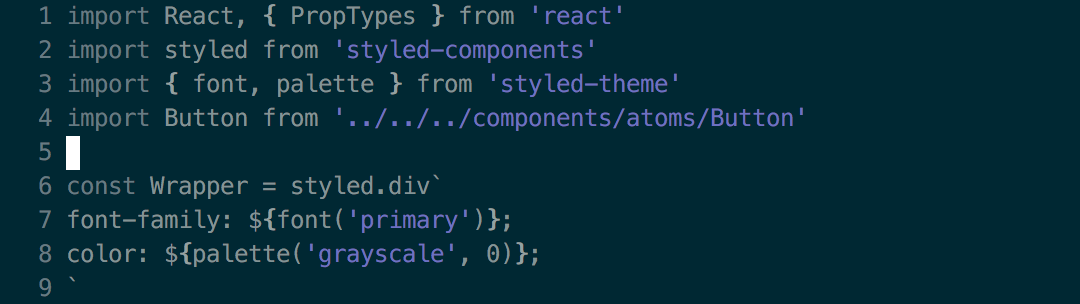 1 import React, { PropTypes } from 'react'
2 import styled from 'styled-components'
3 import { font, palette } from 'styled-theme'
4 import Button from '../../../components/atoms/Button'
5
6 const Wrapper = styled.div`
7 font-family: ${font('primary')};
8 color: ${palette('grayscale', 0)};
9 `